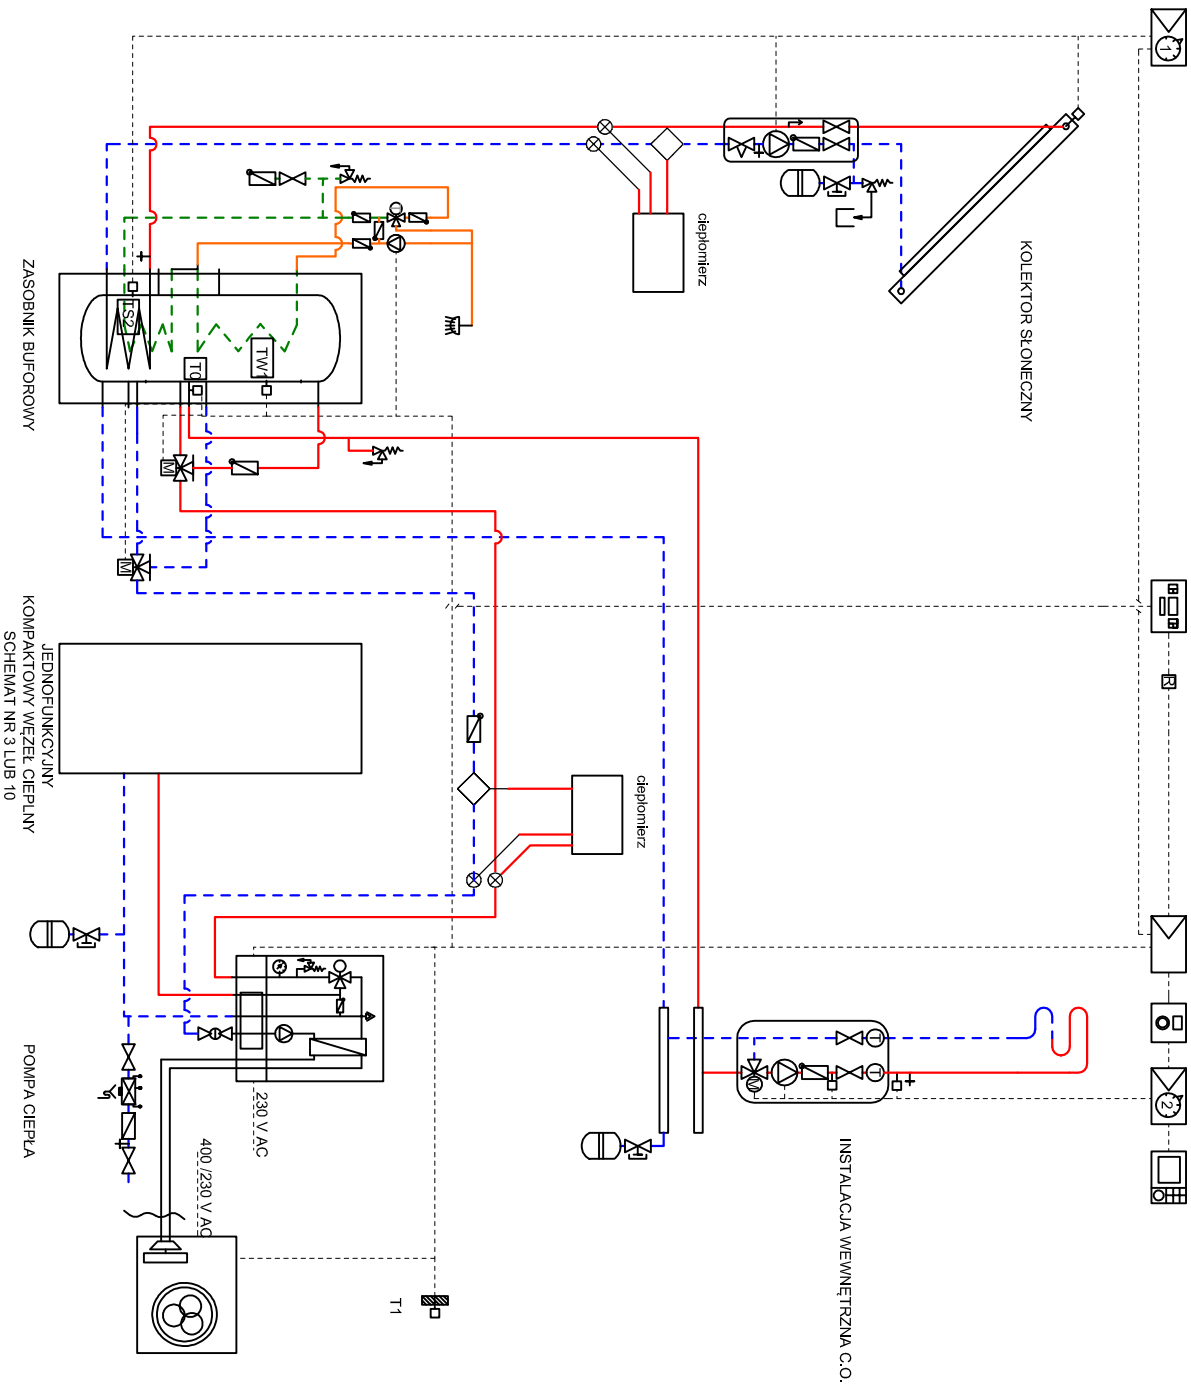 1
KOLEKTOR SŁONECZNY
ciepłomierz
ZASOBNIK BUFOROWY
TS2
T0
TW1
T
M
M
R
JEDNOFUNKCYJNY
KOMPAKTOWY WĘZEŁ CIEPLNY
SCHEMAT NR 3 LUB 10
ciepłomierz
POMPA CIEPŁA
230 V AC
400 /230 V AC
T1
INSTALACJA WEWNĘTRZNA C.O.
T
T
M
2